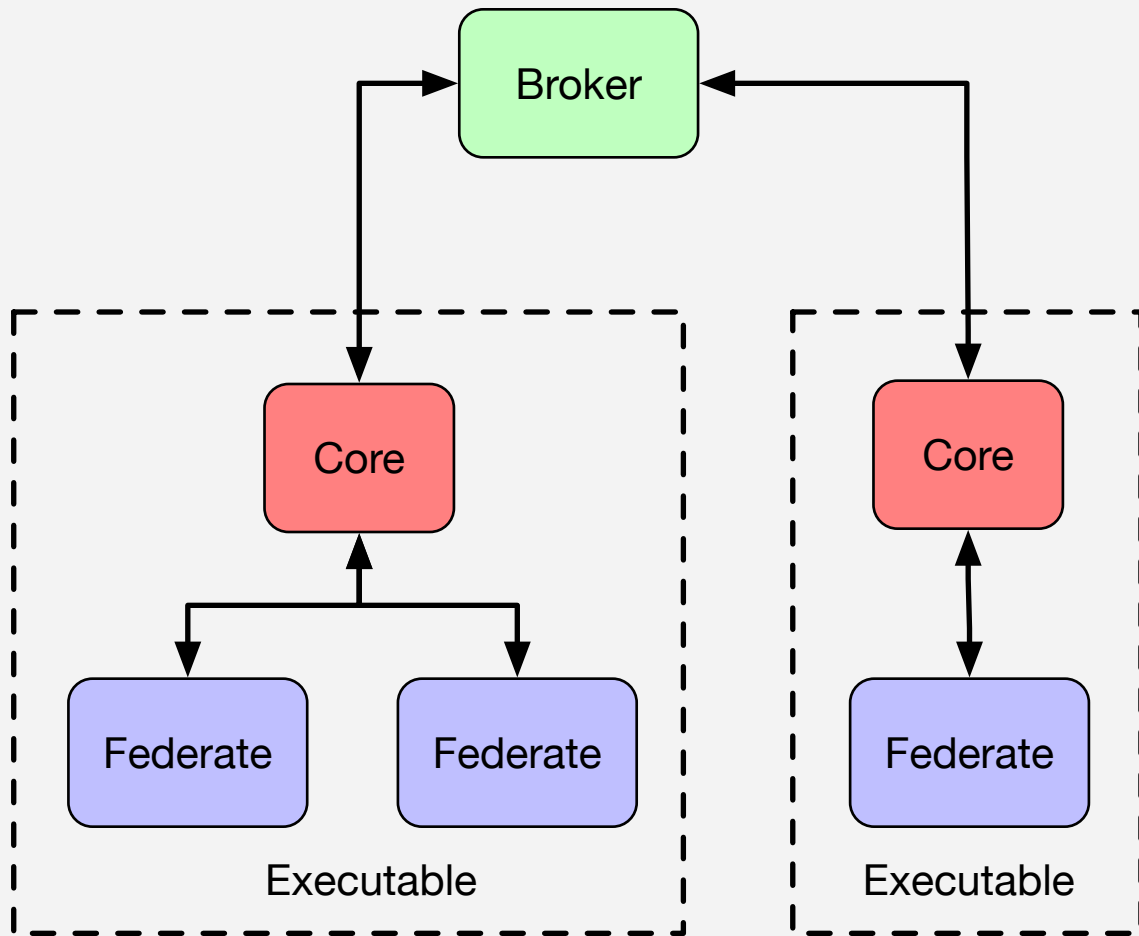 Broker
Core
Core
Federate
Federate
Federate
Executable
Executable